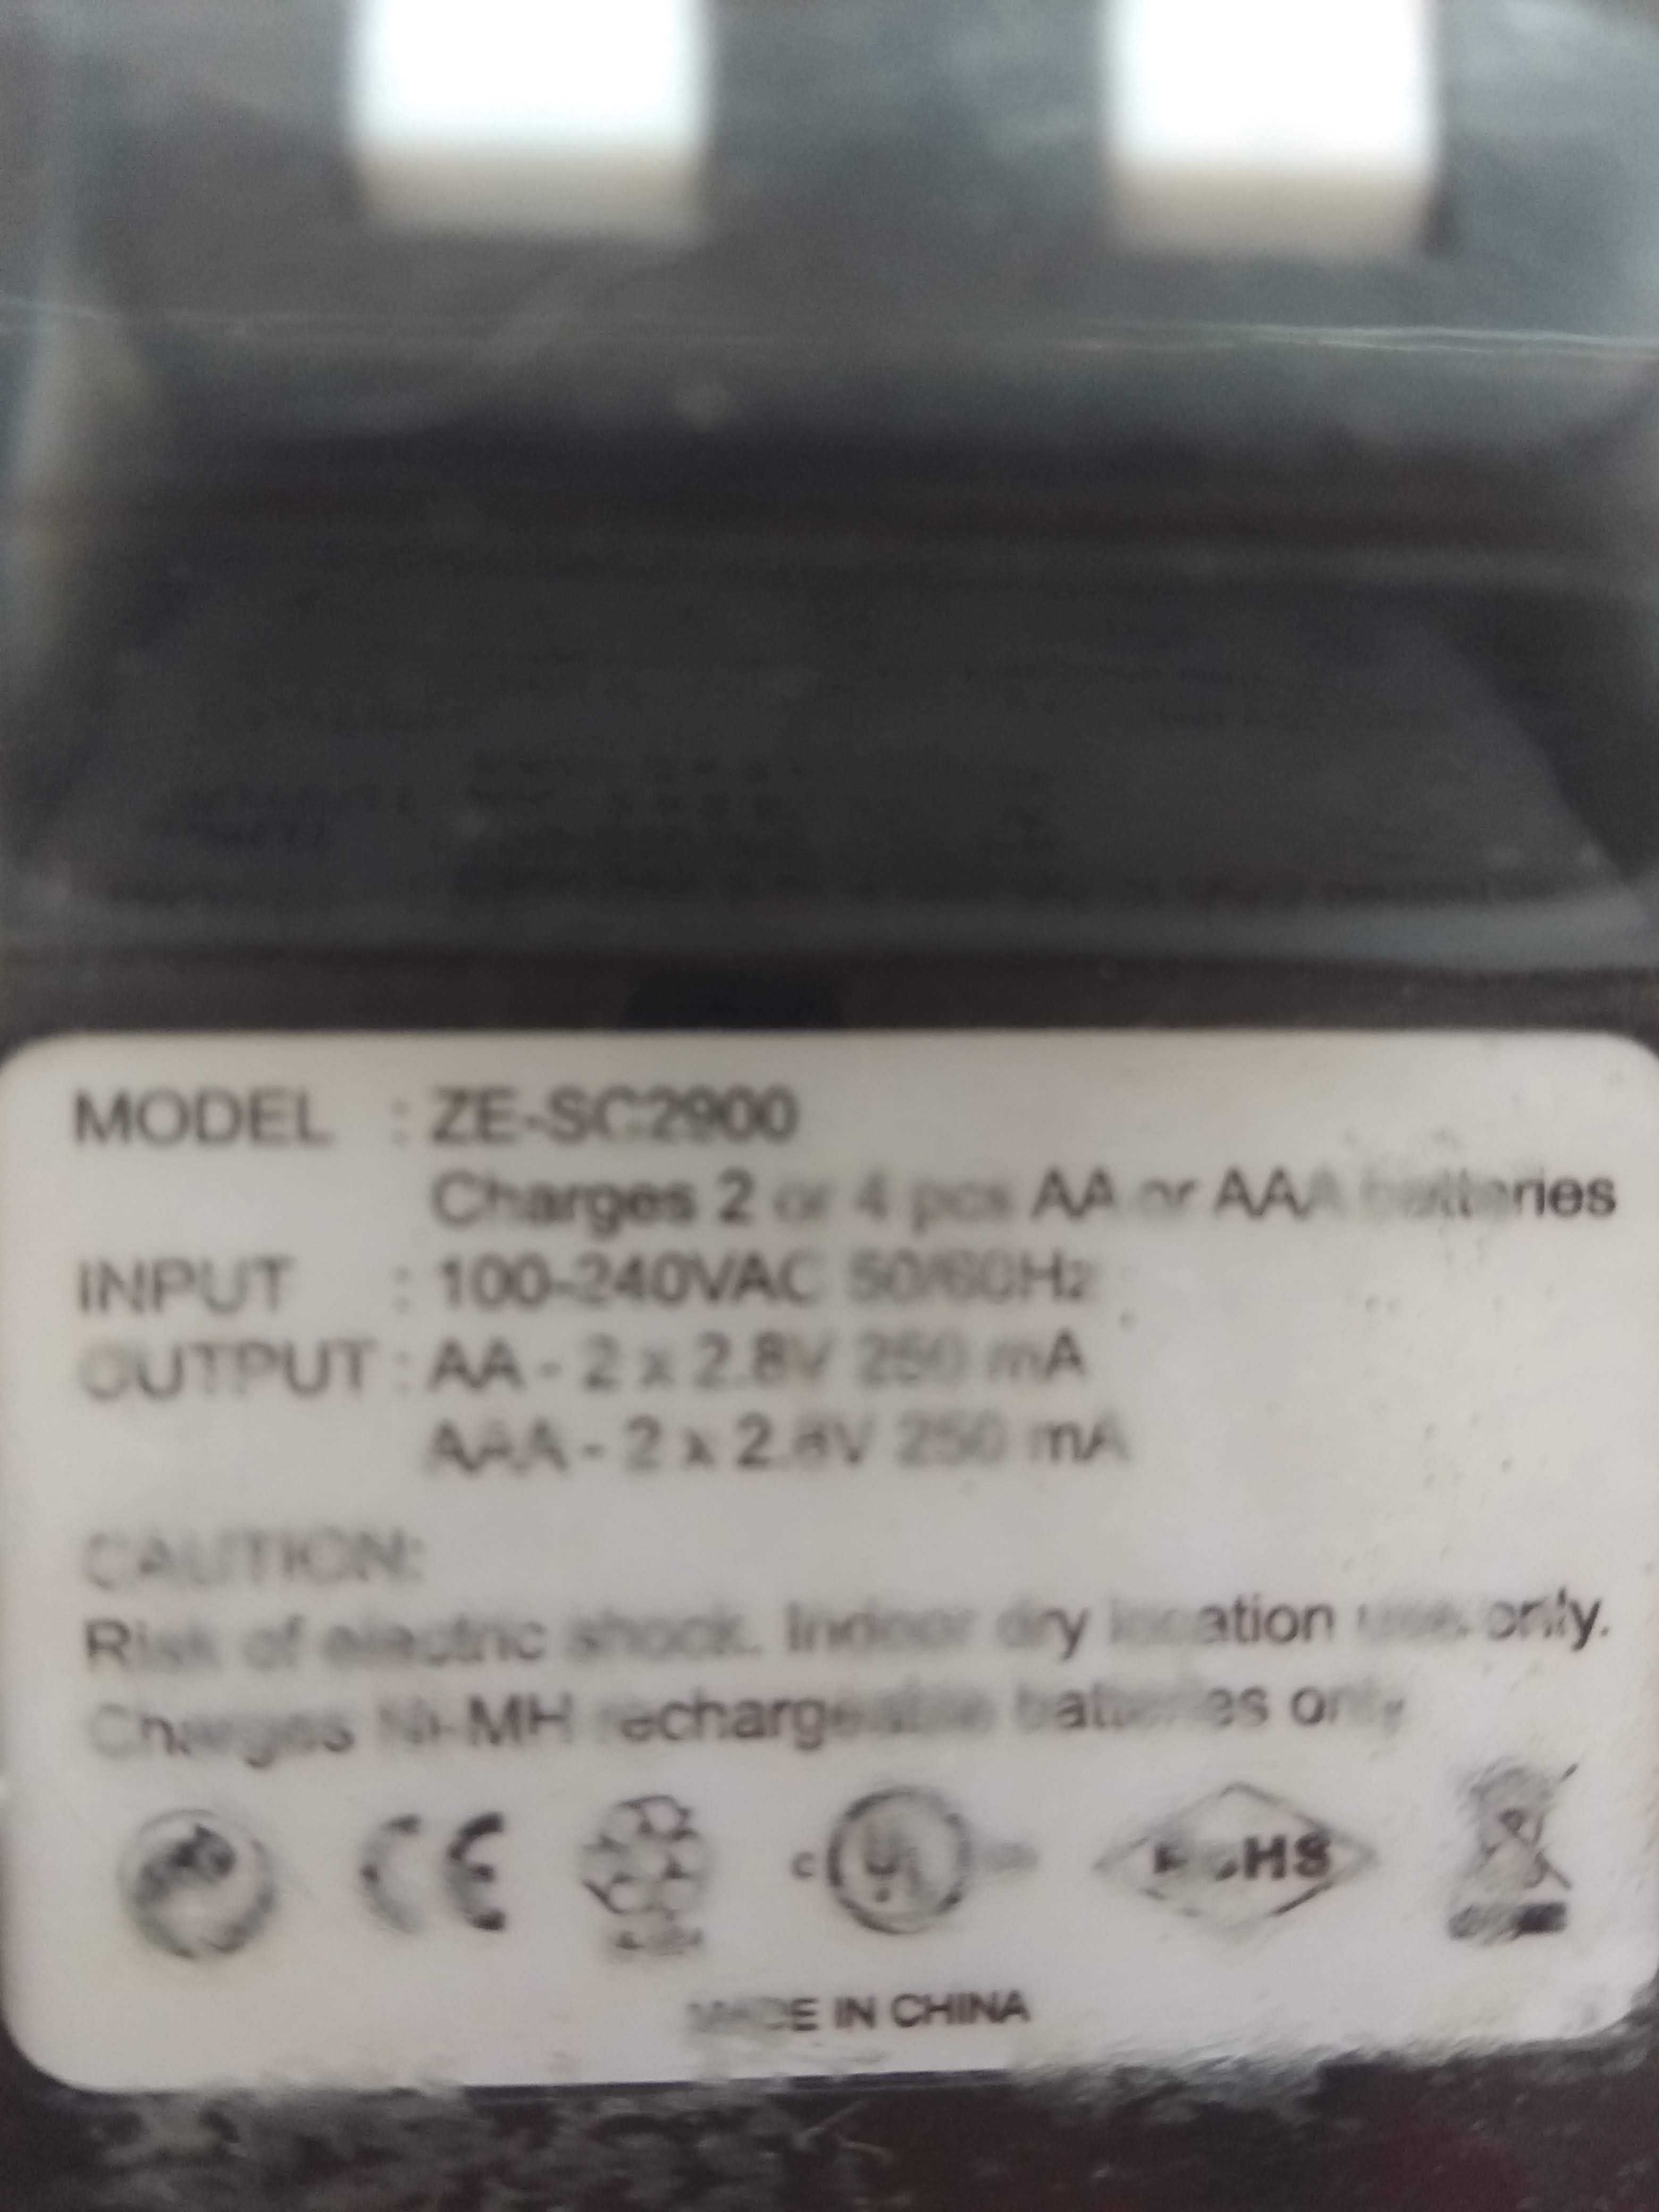 MODEL : ZE-SC2900
Charges 2 or 4 pcs AA or AAA batteries
INPUT : 100-240VAC 50/60Hz
OUTPUT : AA - 2 x 2.8V 250 mA
AAA - 2 x 2.8V 250 mA
CAUTION:
Risk of electric shock. Indoor dry location use only.
Charges Ni-MH rechargeable batteries only
CE
C UL
RoHS
MADE IN CHINA